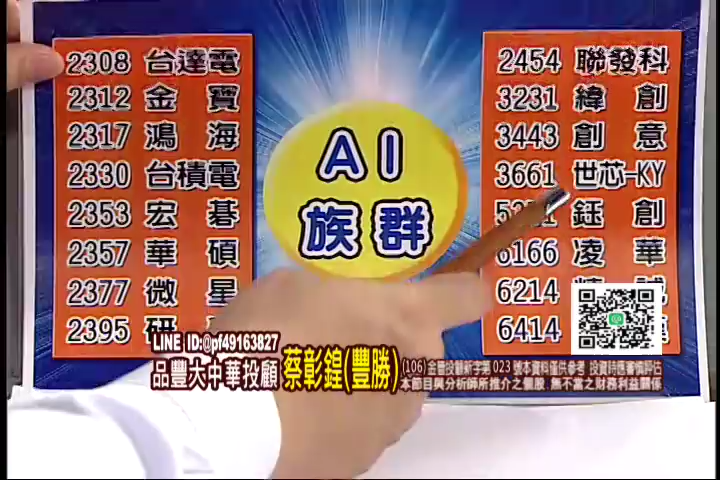 2308 台達電
2312 金寶
2317 鴻海
2330 台積電
2353 宏碁
2357 華碩
2377 微星
2395 研
AI
族群
2454 聯發科
3231 緯創
3443 創意
3661 世芯-KY
鈺創
6166 凌華
6214
6414
LINE ID:@pf49163827
品豐大中華投顧 蔡彰鍠(豐勝)
(106)金管投顧新字第 023 號本資料僅供參考 投資時應審慎評估
本節目與分析師所推介之個股 無不當之財務利益關係